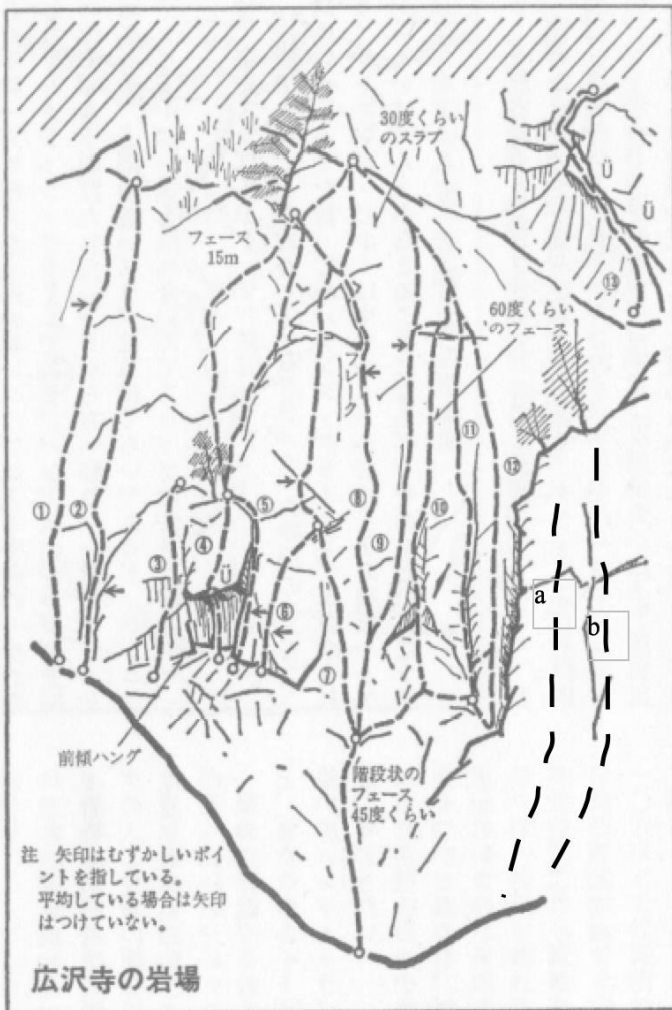 30度くらい
のスラブ
Ü
Ü
フェース
15m
⑬
60度くらい
のフェース
フレーク
⑪
⑫
①
②
⑤
⑧
③
④
⑩
⑨
Ü
⑥
a
b
⑦
前傾ハング
階段状の
フェース
45度くらい
注 矢印はむずかしいポイ
ントを指している。
平均している場合は矢印
はつけていない。
広沢寺の岩場